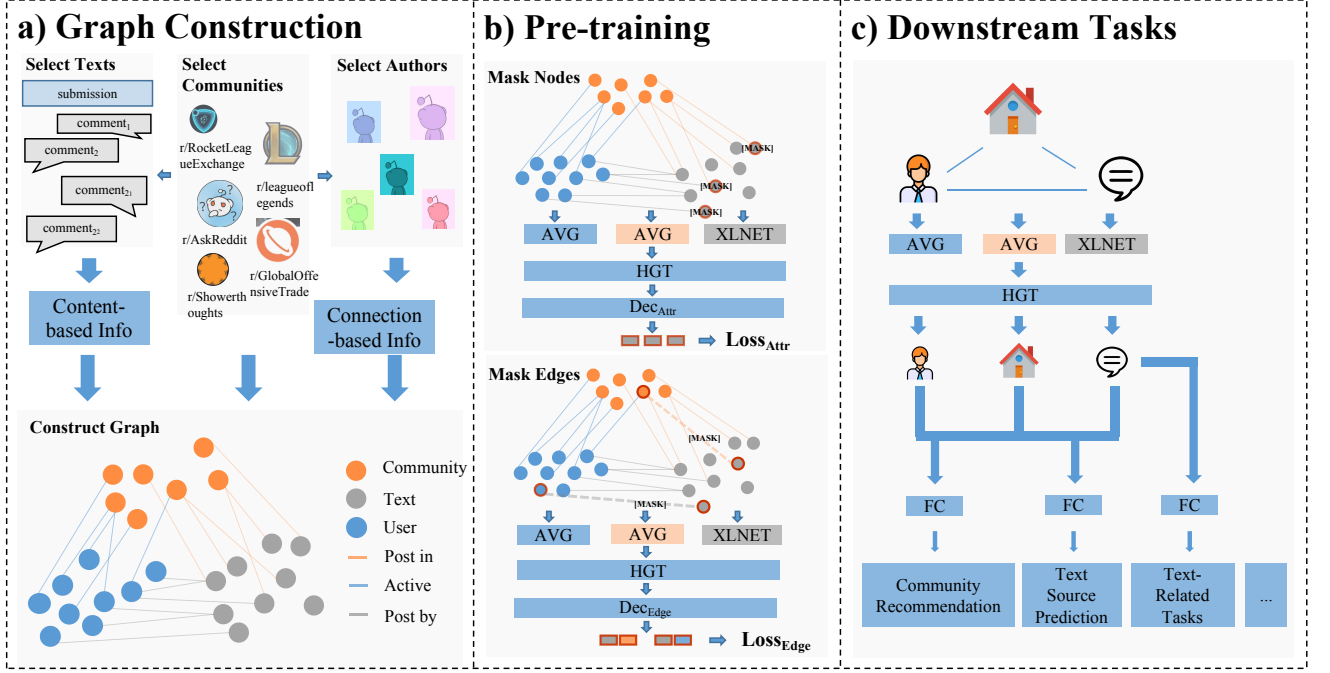 a) Graph Construction
Select Texts
submission
comment1
comment2
comment21
comment22
Select
Communities
r/RocketLeag
ueExchange
r/leagueofl
egends
r/AskReddit
r/GlobalOffe
nsiveTrade
r/Showerth
oughts
Select Authors
Content-
based Info
Connection
-based Info
Construct Graph
Community
Text
User
Post in
Active
Post by
b) Pre-training
Mask Nodes
[MASK]
[MASK]
[MASK]
AVG
AVG
XLNET
HGT
DecAttr
LossAttr
Mask Edges
[MASK]
[MASK]
AVG
AVG
XLNET
HGT
DecEdge
LossEdge
c) Downstream Tasks
AVG
AVG
XLNET
HGT
FC
FC
FC
Community
Recommendation
Text
Source
Prediction
Text-
Related
Tasks
...